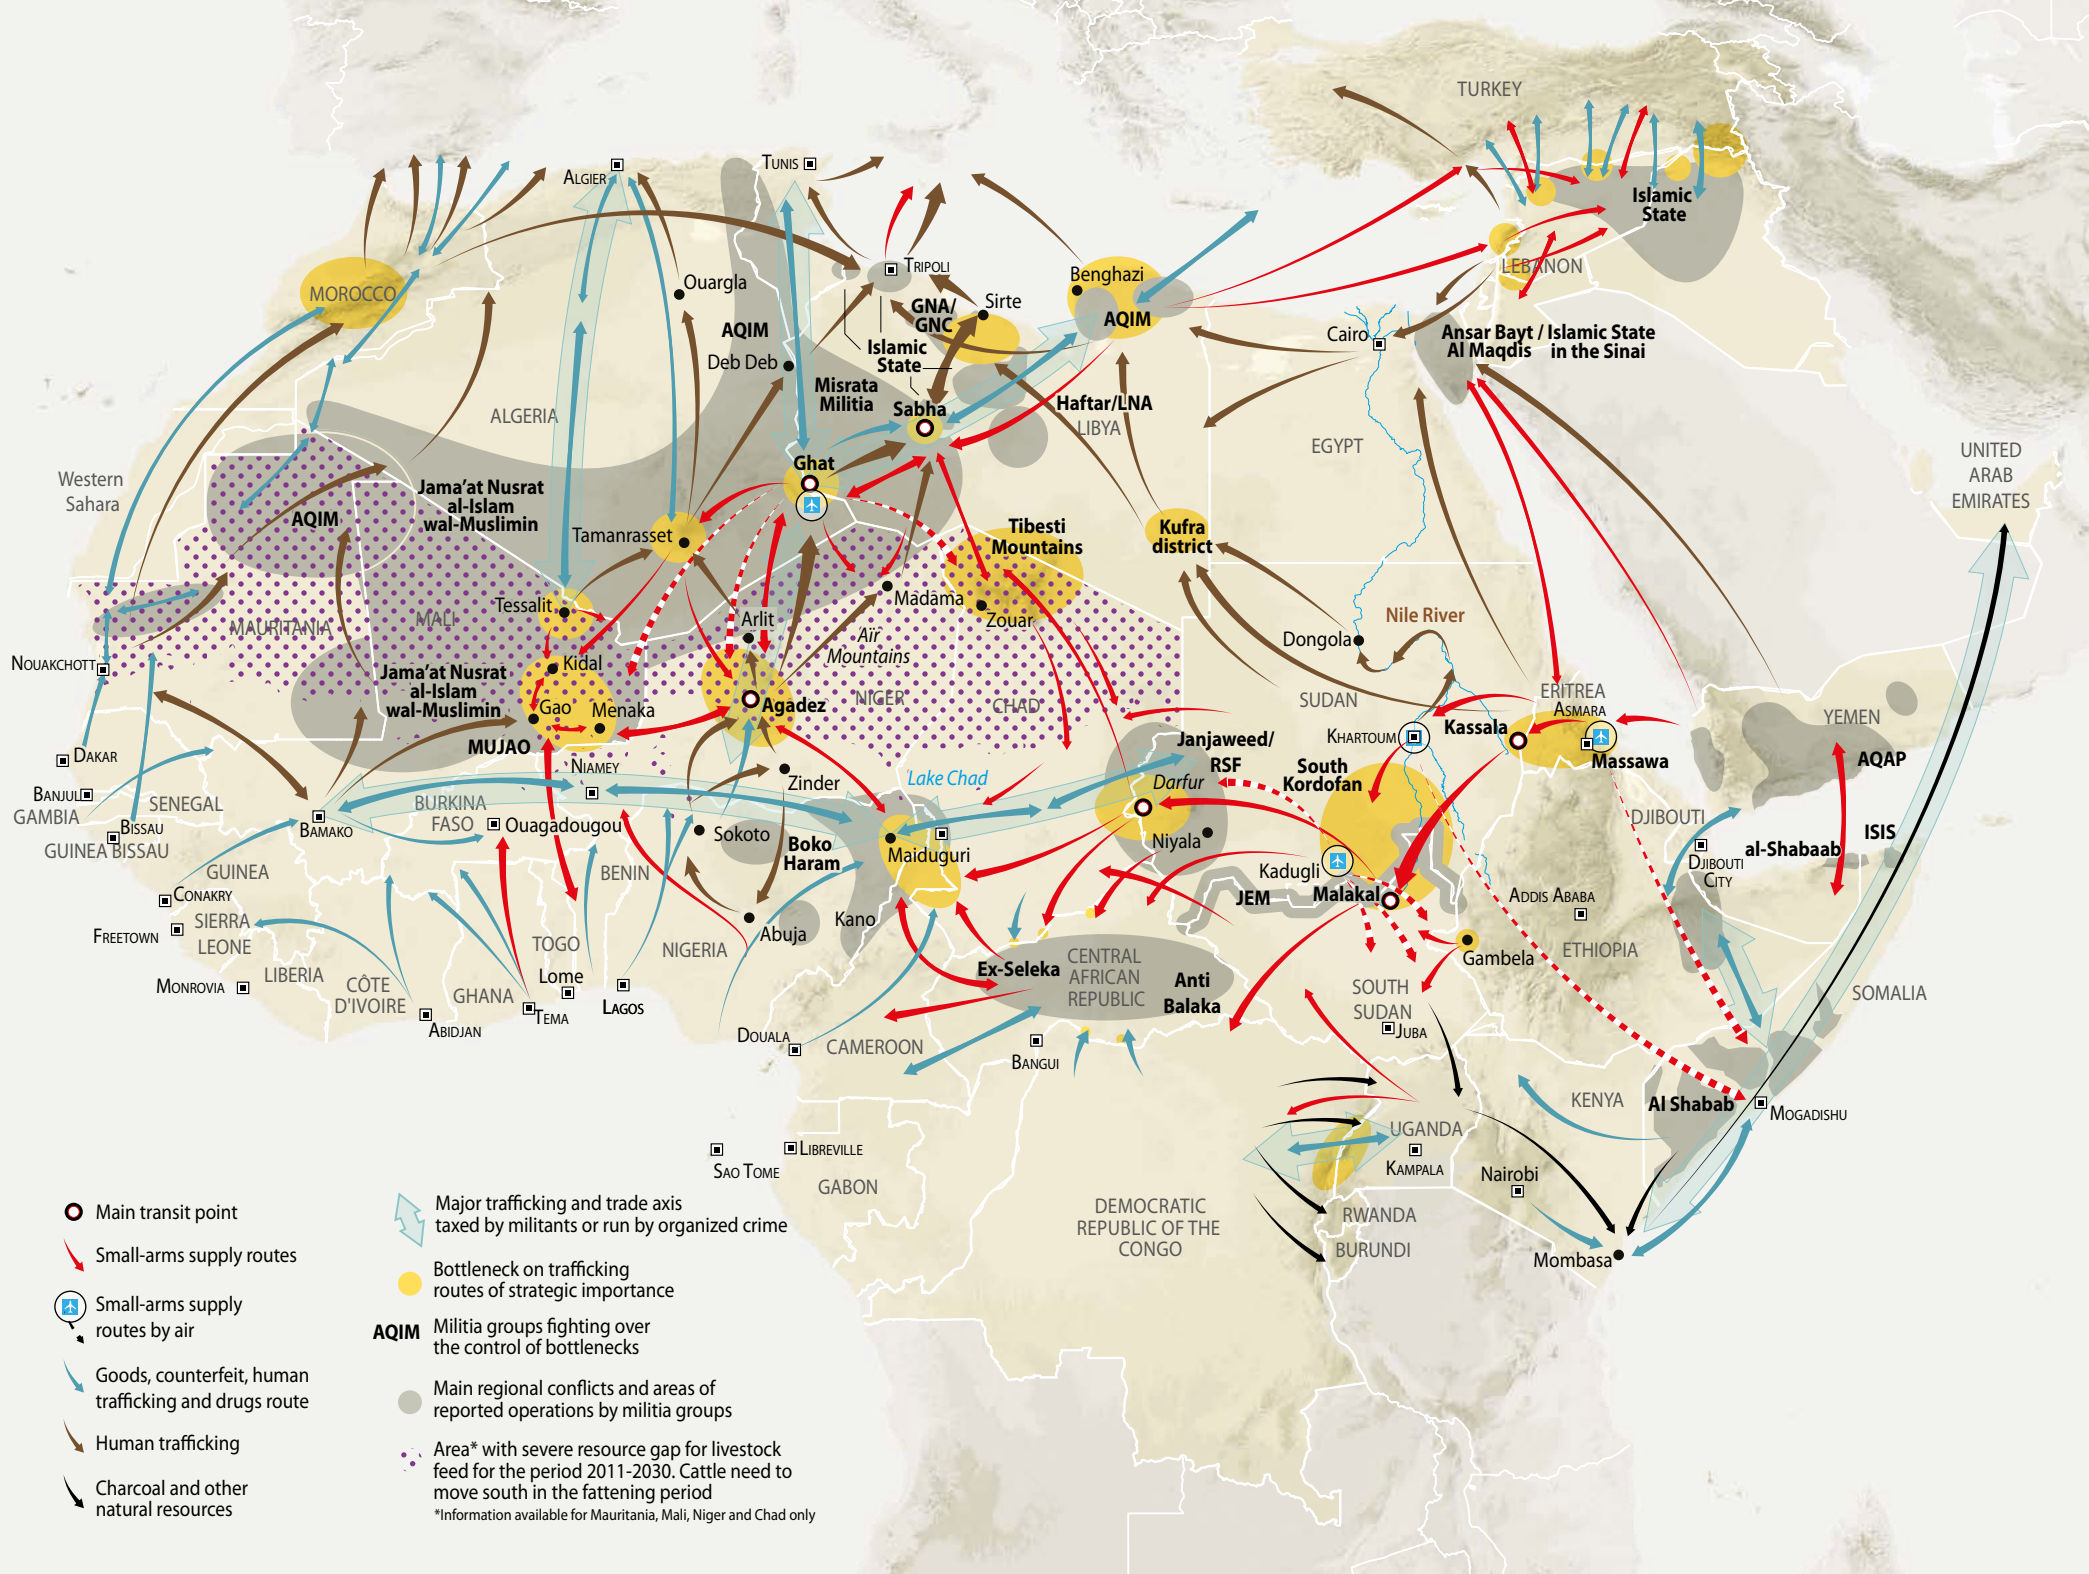 TURKEY
TUNIS
ALGIER
Islamic
State
TRIPOLI
LEBANON
Benghazi
Ouargla
MOROCCO
Sirte
GNA/
GNC
AQIM
AQIM
Cairo
Ansar Bayt / Islamic State
Al Maqdis in the Sinai
Islamic
State
Deb Deb
Misrata
Militia
Sabha
Haftar/LNA
LIBYA
ALGERIA
EGYPT
UNITED
ARAB
EMIRATES
Ghat
Western
Sahara
Jama'at Nusrat
al-Islam
wal-Muslimin
AQIM
Tamanrasset
Tibesti
Mountains
Kufra
district
Madama
Zouar
Tessalit
MAURITANIA
MALI
Arlit
Aïr
Mountains
Nile River
Dongola
NOUAKCHOTT
Jama'at Nusrat
al-Islam
wal-Muslimin
Kidal
Gao
Menaka
Agadez
NIGER
CHAD
SUDAN
ERITREA
ASMARA
YEMEN
MUJAO
Janjaweed/
RSF
KHARTOUM
Kassala
Massawa
AQAP
DAKAR
NIAMEY
Zinder
Lake Chad
Darfur
South
Kordofan
BANJUL
GAMBIA
SENEGAL
BURKINA
FASO
Ouagadougou
BAMAKO
BISSAU
GUINEA BISSAU
Sokoto
Boko
Haram
Maiduguri
Niyala
DJIBOUTI
DJIBOUTI
CITY
al-Shabaab
ISIS
GUINEA
BENIN
Kadugli
JEM
Malakal
ADDIS ABABA
CONAKRY
SIERRA
LEONE
FREETOWN
Kano
Abuja
NIGERIA
TOGO
Lome
Gambela
ETHIOPIA
LIBERIA
MONROVIA
CÔTE
D'IVOIRE
GHANA
TEMA
LAGOS
ABIDJAN
Ex-Seleka
CENTRAL
AFRICAN
REPUBLIC
Anti
Balaka
SOUTH
SUDAN
JUBA
SOMALIA
DOUALA
CAMEROON
BANGUI
KENYA
Al Shabab
MOGADISHU
UGANDA
KAMPALA
Nairobi
SAO TOME
LIBREVILLE
GABON
DEMOCRATIC
REPUBLIC OF THE
CONGO
RWANDA
BURUNDI
Mombasa
Main transit point
Small-arms supply routes
Small-arms supply
routes by air
Goods, counterfeit, human
trafficking and drugs route
Human trafficking
Charcoal and other
natural resources
Major trafficking and trade axis
taxed by militants or run by organized crime
Bottleneck on trafficking
routes of strategic importance
AQIM
Militia groups fighting over
the control of bottlenecks
Main regional conflicts and areas of
reported operations by militia groups
Area* with severe resource gap for livestock
feed for the period 2011-2030. Cattle need to
move south in the fattening period
*Information available for Mauritania, Mali, Niger and Chad only